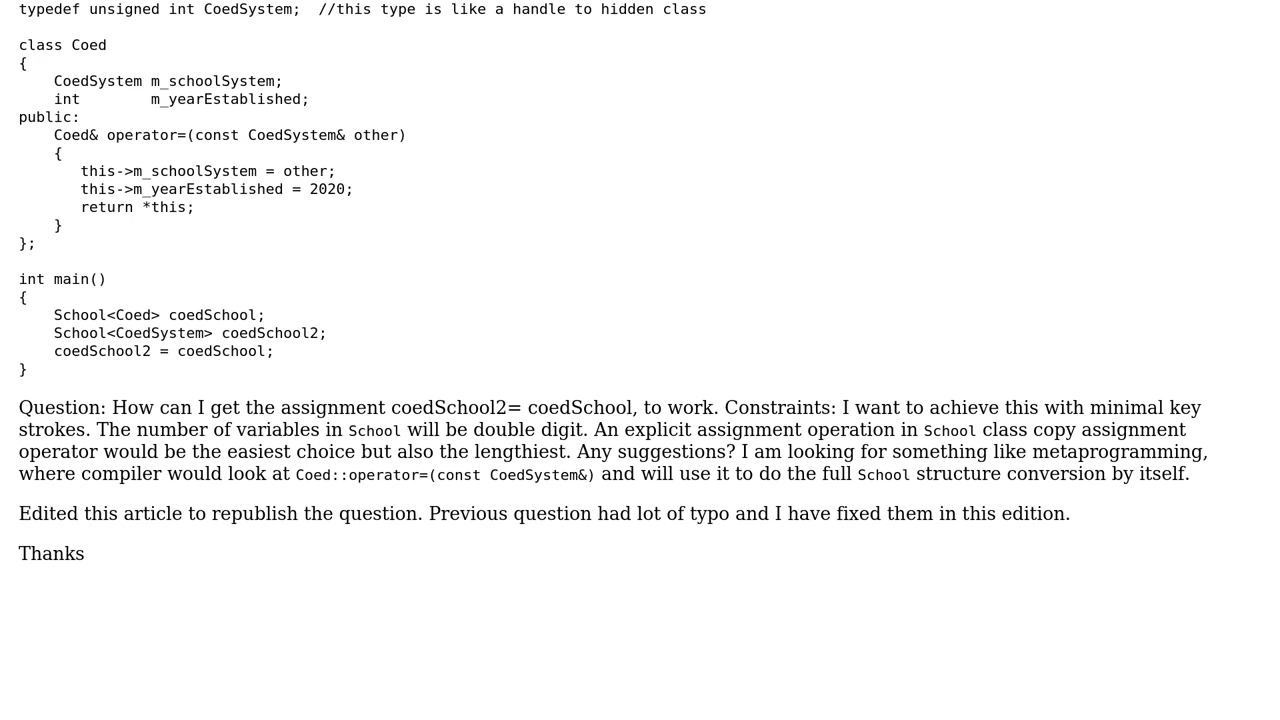 typedef unsigned int CoedSystem;  //this type is like a handle to hidden class
class Coed
{
    CoedSystem m_schoolSystem;
    int        m_yearEstablished;
public:
    Coed& operator=(const CoedSystem& other)
    {
       this->m_schoolSystem = other;
       this->m_yearEstablished = 2020;
       return *this;
    }
};
int main()
{
    School<Coed> coedSchool;
    School<CoedSystem> coedSchool2;
    coedSchool2 = coedSchool;
}
Question: How can I get the assignment coedSchool2= coedSchool, to work. Constraints: I want to achieve this with minimal key
strokes. The number of variables in School will be double digit. An explicit assignment operation in School class copy assignment
operator would be the easiest choice but also the lengthiest. Any suggestions? I am looking for something like metaprogramming,
where compiler would look at Coed::operator=(const CoedSystem&) and will use it to do the full School structure conversion by itself.
Edited this article to republish the question. Previous question had lot of typo and I have fixed them in this edition.
Thanks